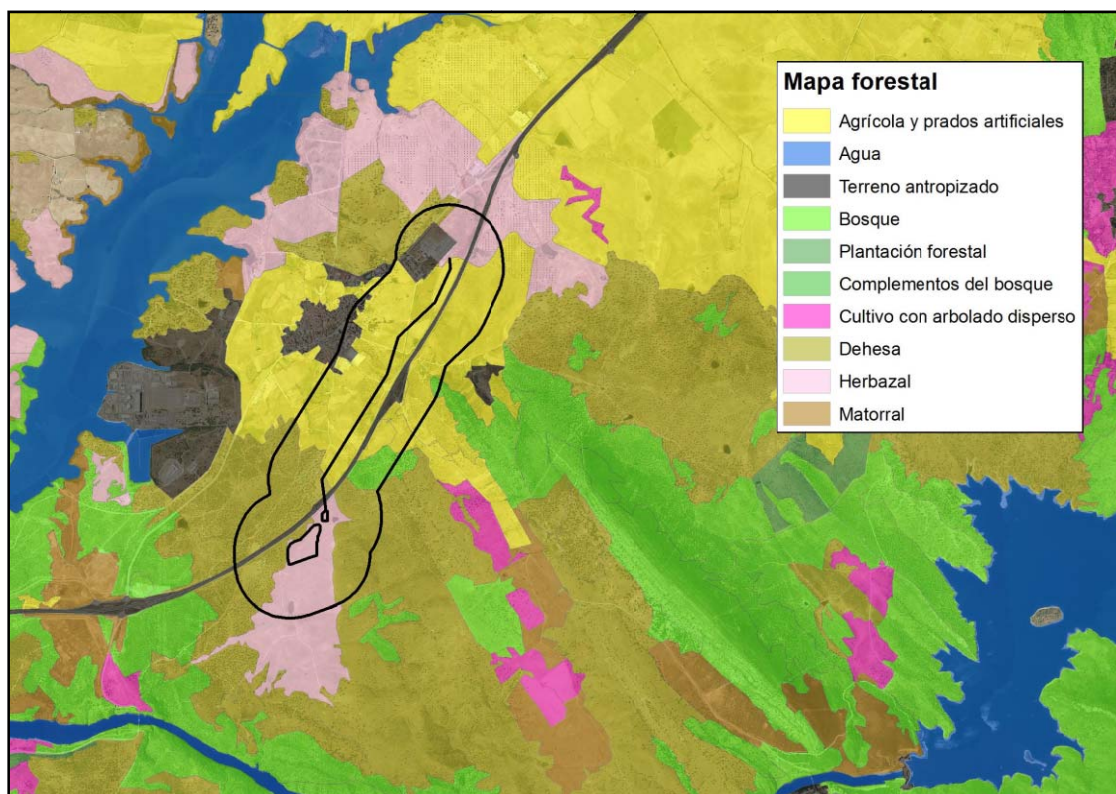 Mapa forestal
Agrícola y prados artificiales
Agua
Terreno antropizado
Bosque
Plantación forestal
Complementos del bosque
Cultivo con arbolado disperso
Dehesa
Herbazal
Matorral